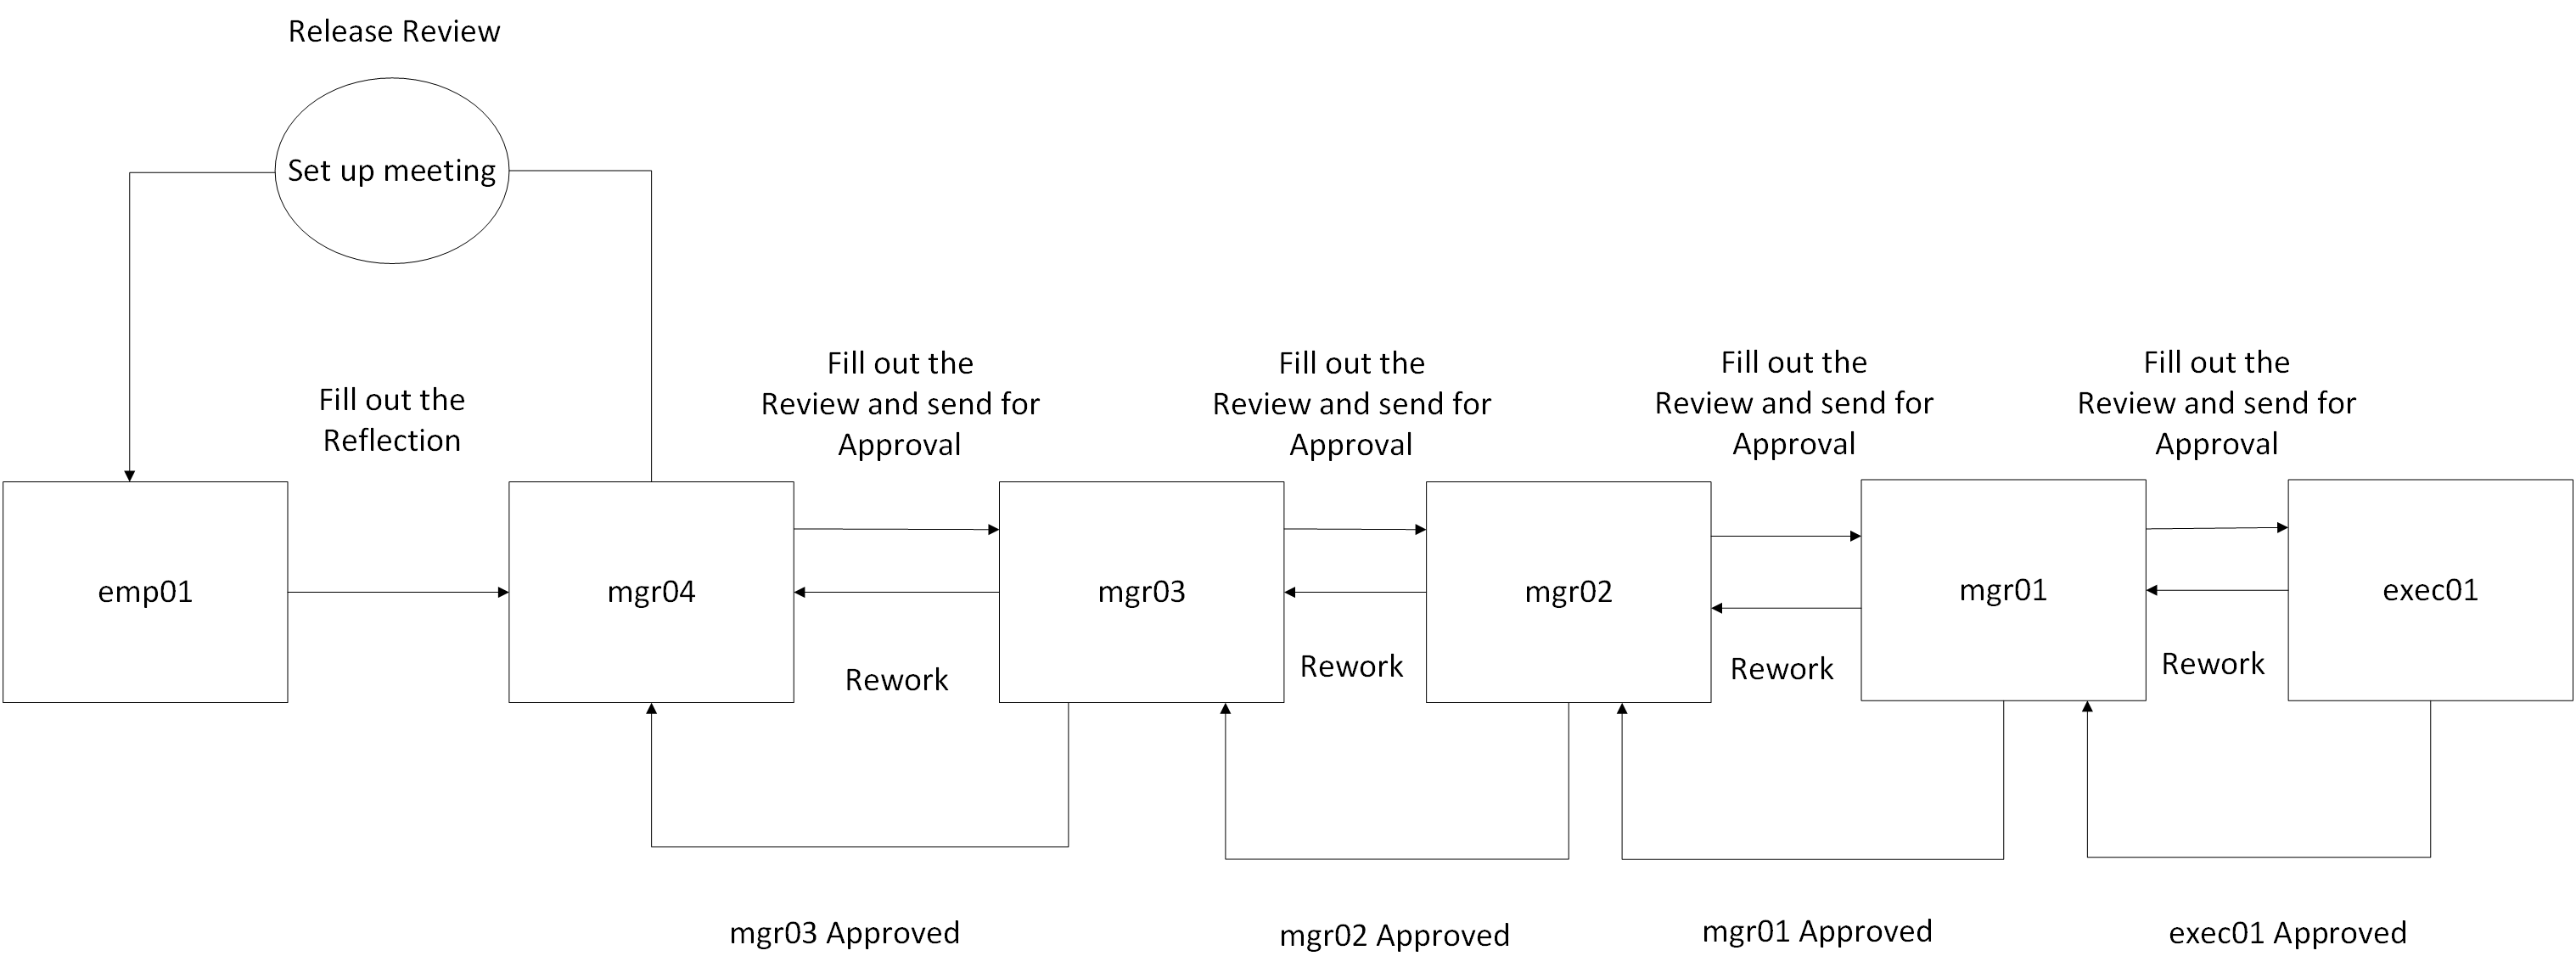 Release Review
Set up meeting
Fill out the
Reflection
Fill out the
Review and send for
Approval
Fill out the
Review and send for
Approval
Fill out the
Review and send for
Approval
Fill out the
Review and send for
Approval
emp01
mgr04
mgr03
mgr02
mgr01
exec01
Rework
Rework
Rework
Rework
mgr03 Approved
mgr02 Approved
mgr01 Approved
exec01 Approved